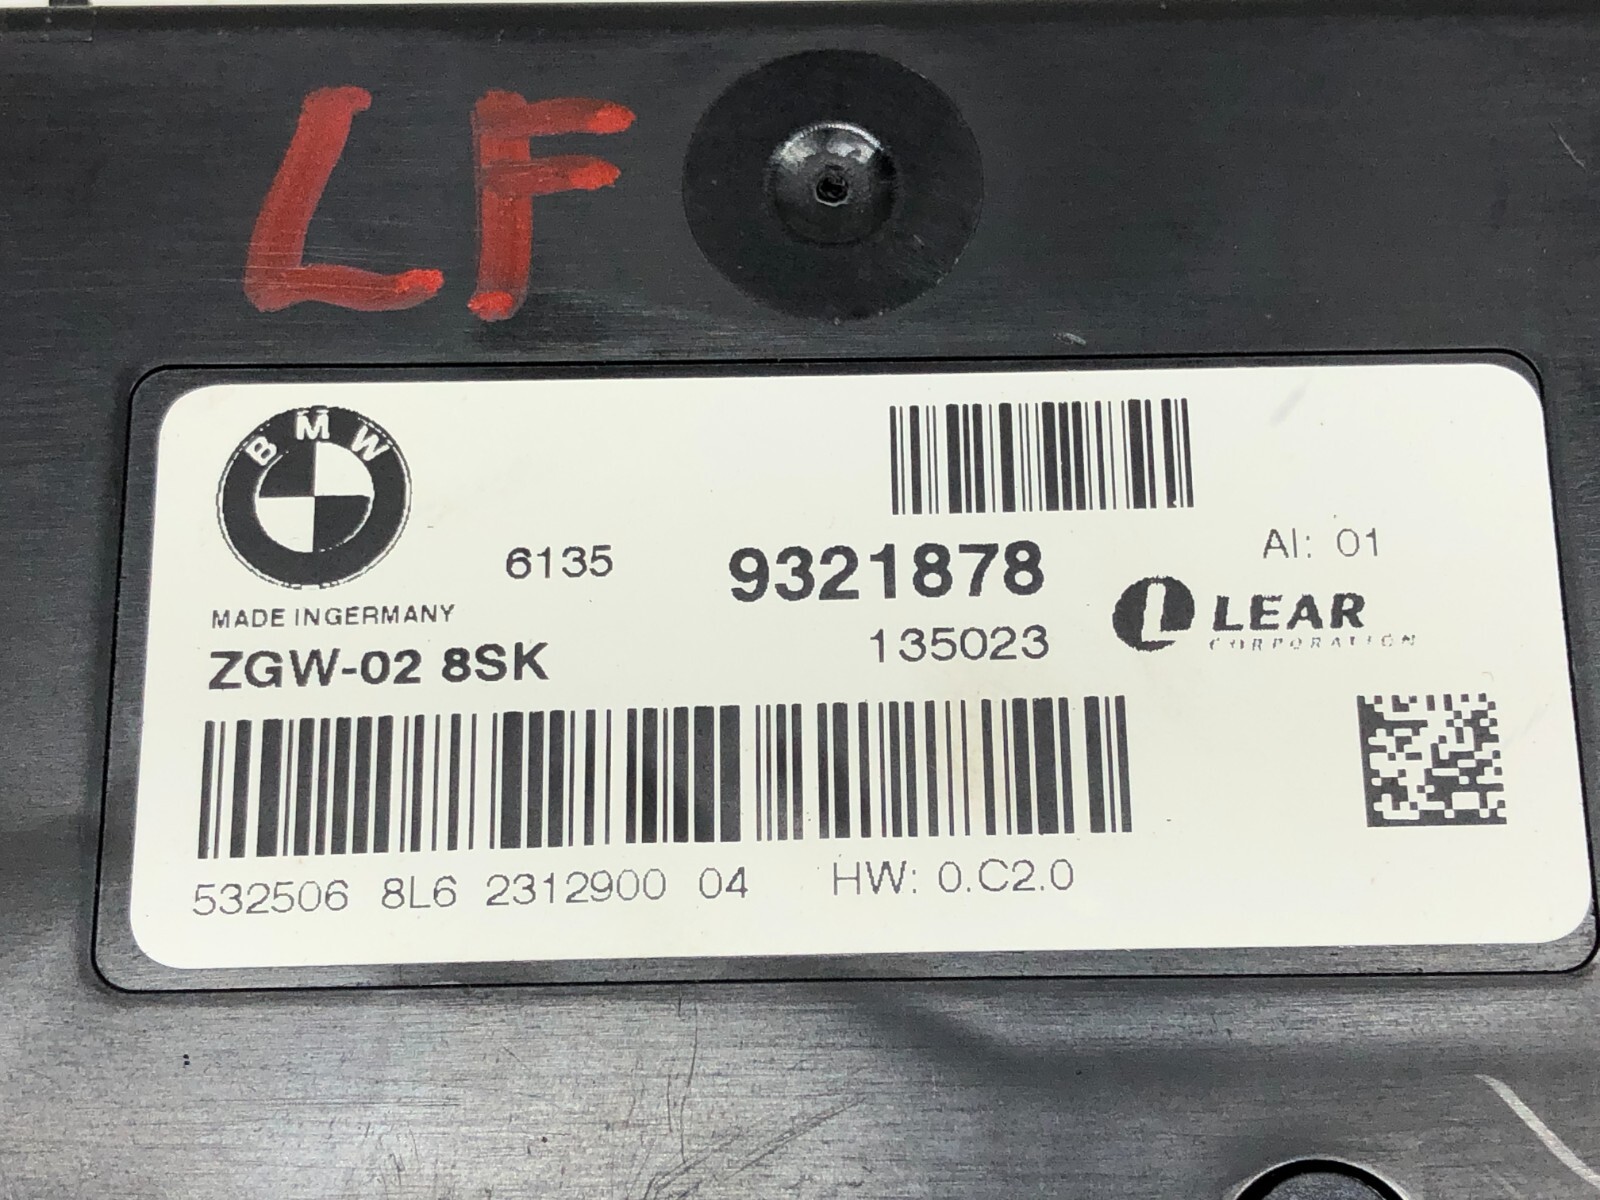 LF
BMW
6135 9321878 AI: 01
MADE INGERMANY
LEAR
CORPORATION
ZGW-02 8SK 135023
532506 8L6 2312900 04 HW: 0.C2.0